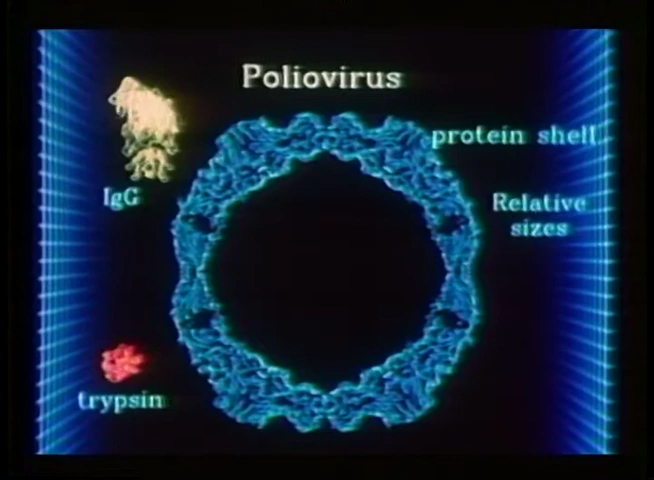 Poliovirus
protein shell
IgG
Relative
sizes
trypsin